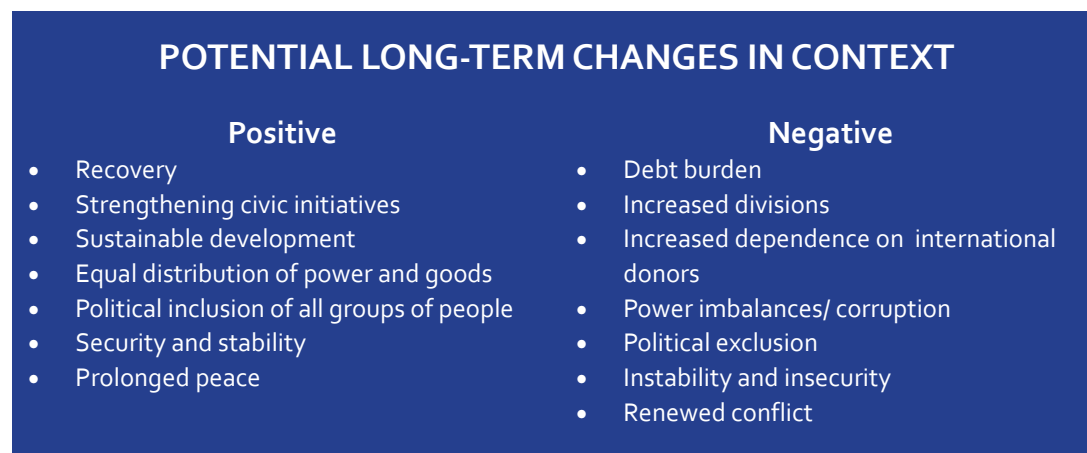 POTENTIAL LONG-TERM CHANGES IN CONTEXT
Positive
• Recovery
• Strengthening civic initiatives
• Sustainable development
• Equal distribution of power and goods
• Political inclusion of all groups of people
• Security and stability
• Prolonged peace
Negative
• Debt burden
• Increased divisions
• Increased dependence on international
donors
• Power imbalances/ corruption
• Political exclusion
• Instability and insecurity
• Renewed conflict